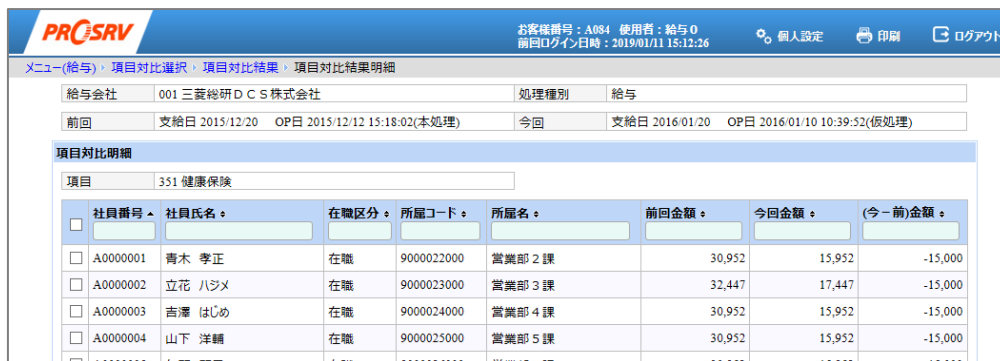 PROSRV
お客様番号：A084 使用者：給与０
前回ログイン日時：2019/01/11 15:12:26
個人設定 印刷 ログアウト
メニュー(給与) › 項目対比選択 › 項目対比結果 › 項目対比結果明細
給与会社 001 三菱総研ＤＣＳ株式会社 処理種別 給与
前回 支給日 2015/12/20 OP日 2015/12/12 15:18:02(本処理) 今回 支給日 2016/01/20 OP日 2016/01/10 10:39:52(仮処理)
項目対比明細
項目 351 健康保険
社員番号 社員氏名 在職区分 所属コード 所属名 前回金額 今回金額 (今－前)金額
A0000001 青木 孝正 在職 9000022000 営業部２課 30,952 15,952 -15,000
A0000002 立花 ハジメ 在職 9000023000 営業部３課 32,447 17,447 -15,000
A0000003 吉澤 はじめ 在職 9000024000 営業部４課 30,952 15,952 -15,000
A0000004 山下 洋輔 在職 9000025000 営業部５課 30,952 15,952 -15,000